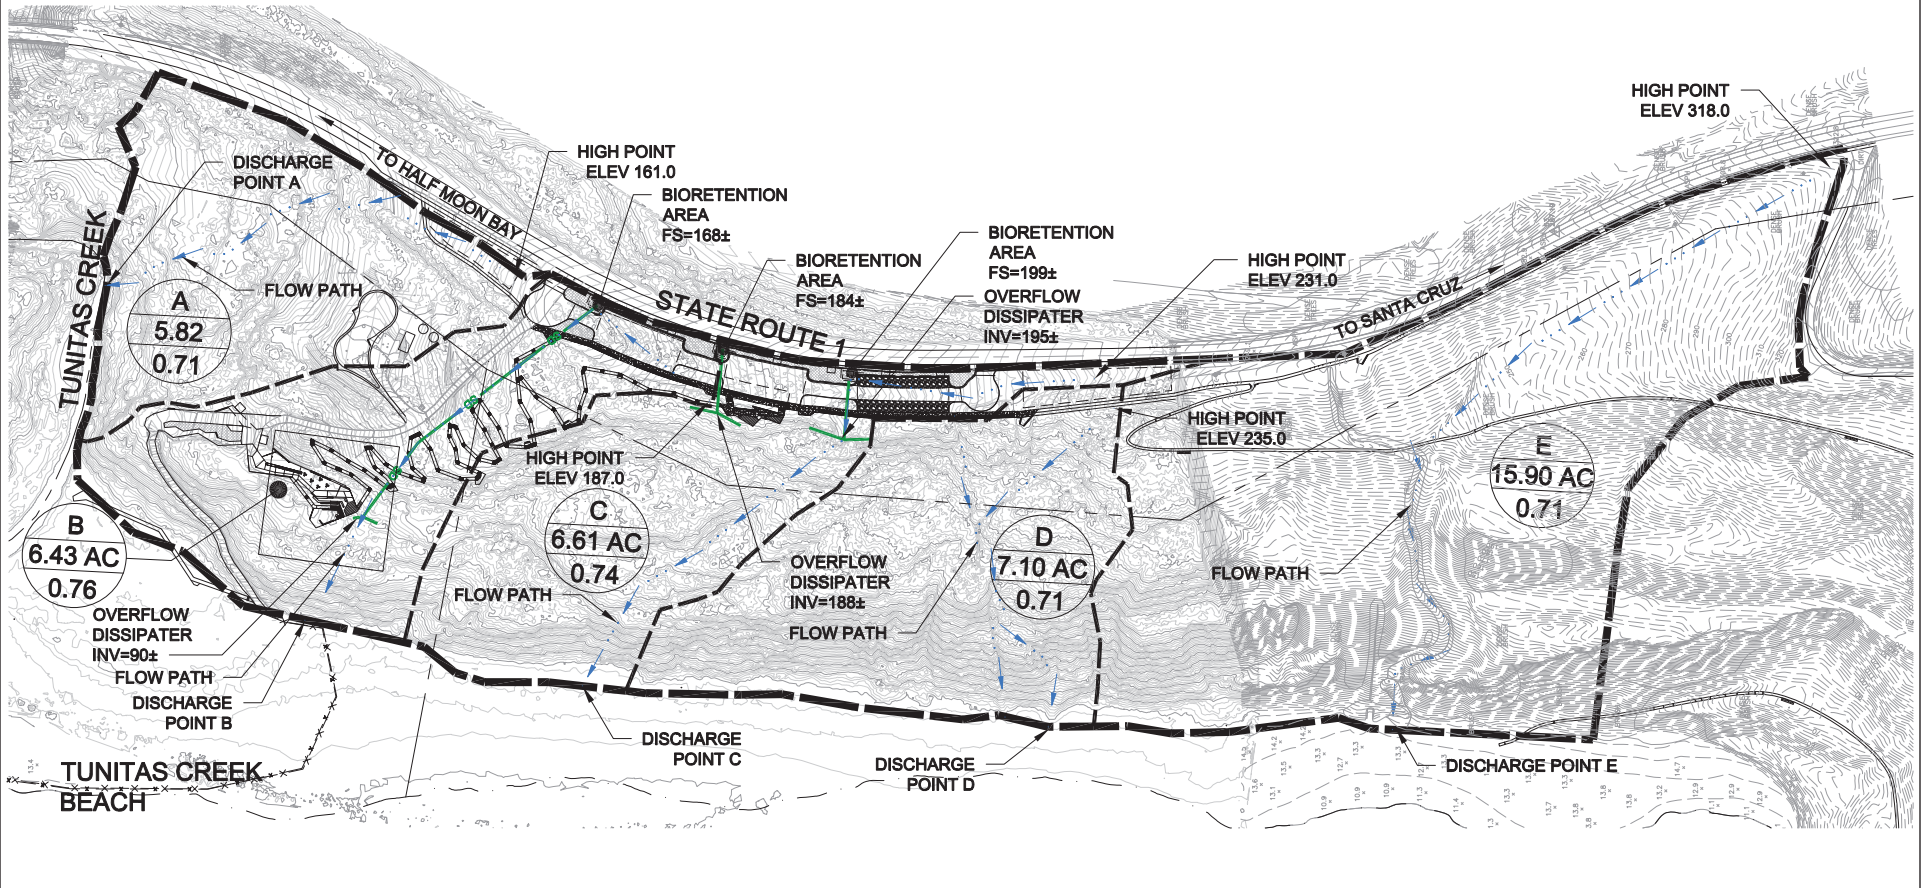 HIGH POINT
ELEV 318.0
HIGH POINT
ELEV 161.0
DISCHARGE
POINT A
TO HALF MOON BAY
BIORETENTION
AREA
FS=168±
BIORETENTION
AREA
FS=184±
BIORETENTION
AREA
FS=199±
OVERFLOW
DISSIPATER
INV=195±
HIGH POINT
ELEV 231.0
TUNITAS CREEK
FLOW PATH
A
5.82
0.71
STATE ROUTE 1
TO SANTA CRUZ
GS
GS
GS
HIGH POINT
ELEV 235.0
HIGH POINT
ELEV 187.0
B
6.43 AC
0.76
C
6.61 AC
0.74
D
7.10 AC
0.71
E
15.90 AC
0.71
OVERFLOW
DISSIPATER
INV=188±
FLOW PATH
FLOW PATH
FLOW PATH
OVERFLOW
DISSIPATER
INV=90±
FLOW PATH
DISCHARGE
POINT B
DISCHARGE
POINT C
DISCHARGE
POINT D
DISCHARGE POINT E
TUNITAS CREEK
BEACH